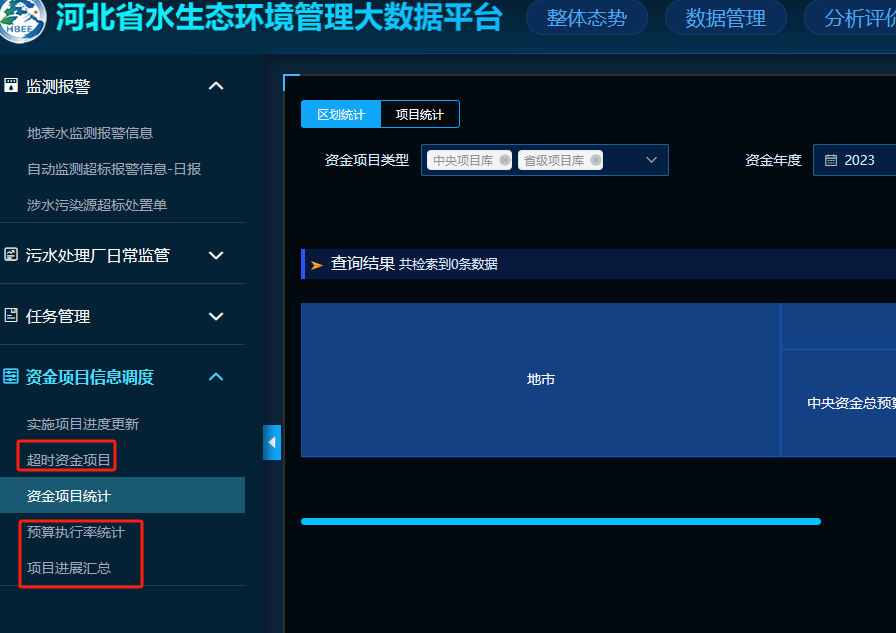 HBEE
河北省水生态环境管理大数据平台
整体态势
数据管理
分析评价
监测报警
地表水监测报警信息
自动监测超标报警信息-日报
涉水污染源超标处置单
污水处理厂日常监管
任务管理
资金项目信息调度
实施项目进度更新
超时资金项目
资金项目统计
预算执行率统计
项目进展汇总
区划统计
项目统计
资金项目类型
中央项目库
省级项目库
资金年度
2023
查询结果 共检索到0条数据
地市
中央资金总预算